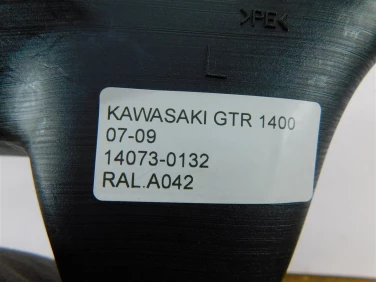 >PE<
L
KAWASAKI GTR 1400
07-09
14073-0132
RAL.A042